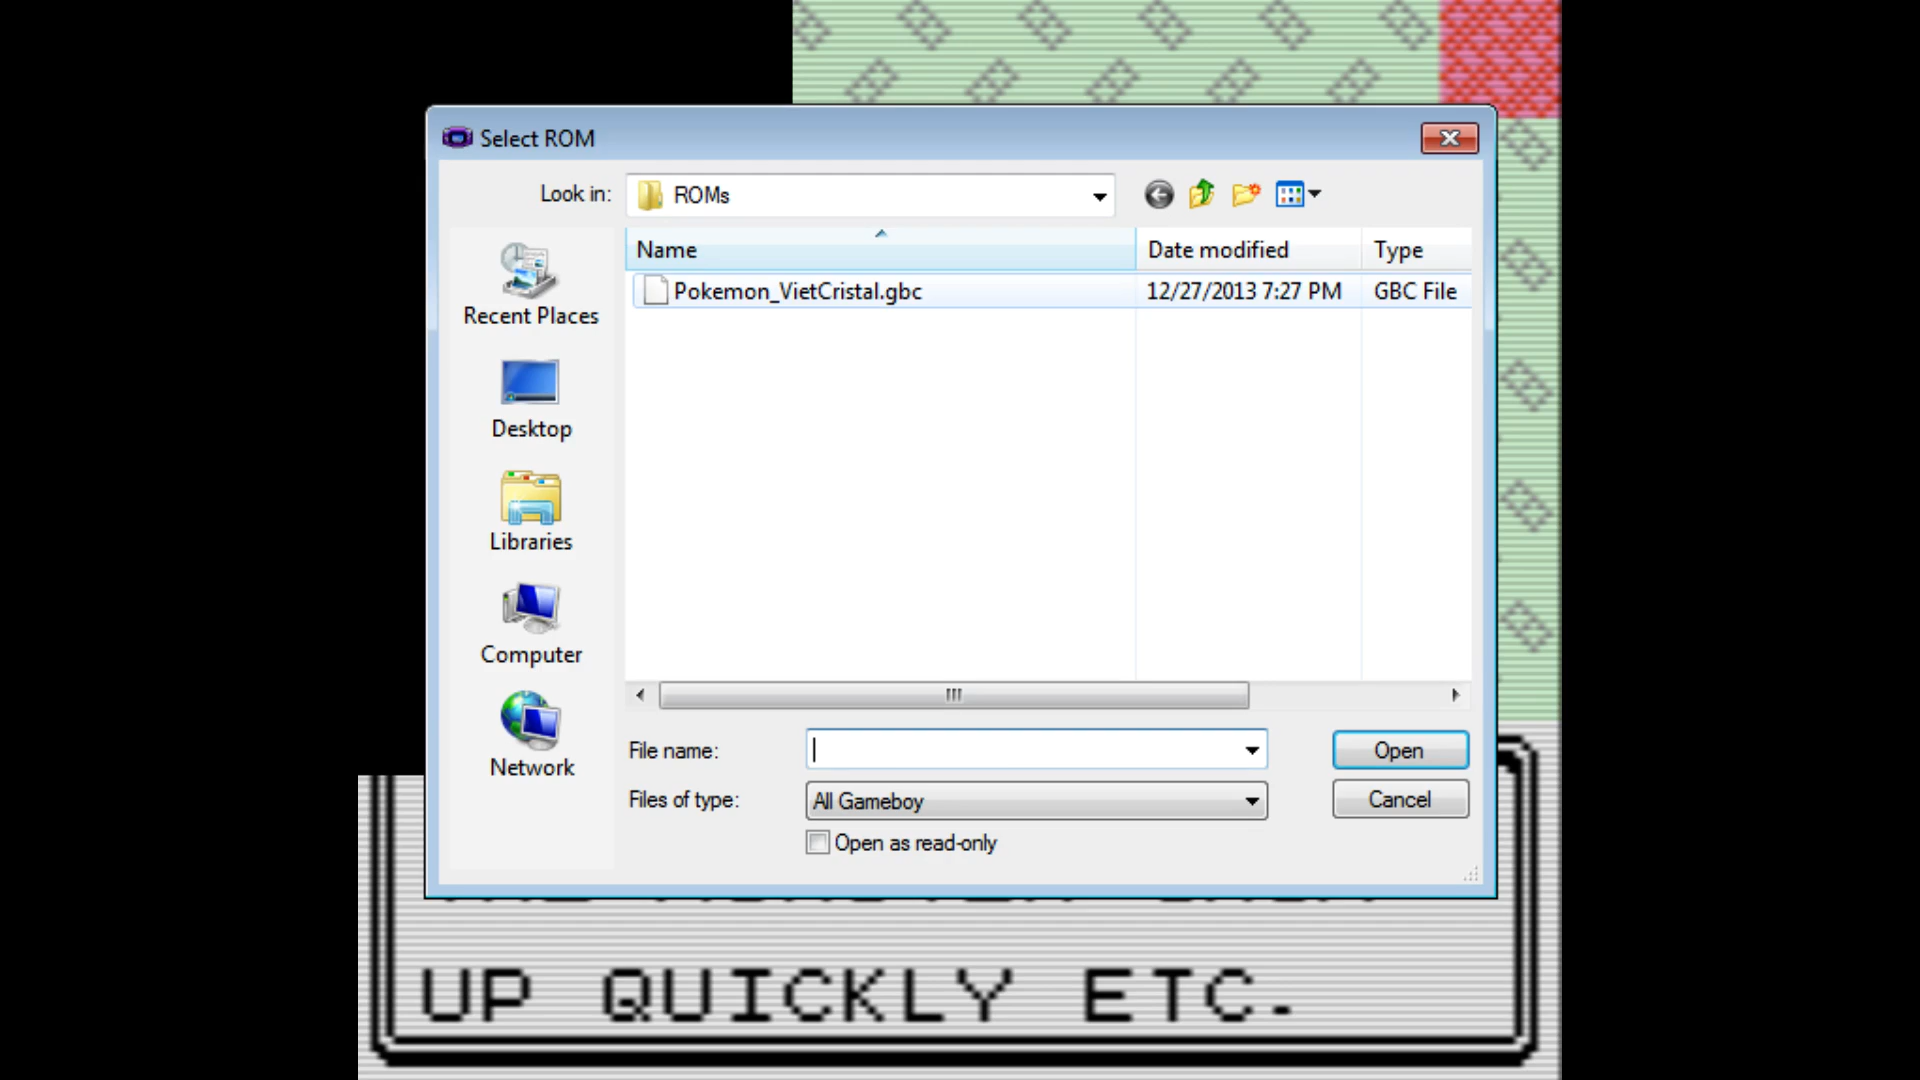 Select ROM
Look in: ROMs
Name Date modified Type
Pokemon_VietCristal.gbc 12/27/2013 7:27 PM GBC File
Recent Places
Desktop
Libraries
Computer
Network
File name: Open
Files of type: All Gameboy Cancel
Open as read-only
UP QUICKLY ETC.